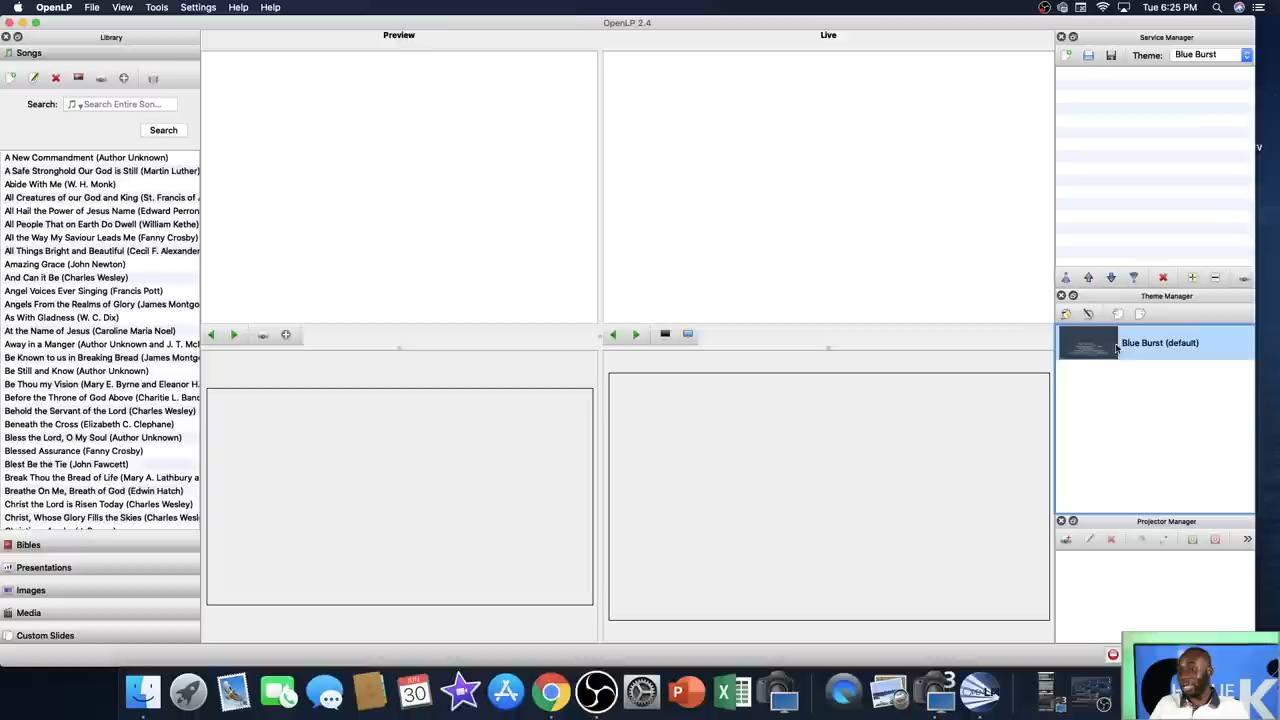 OpenLP File View Tools Settings Help Help Tue 6:25 PM
OpenLP 2.4
Library
Preview
Live
Service Manager
Songs
Theme: Blue Burst
Search: Search Entire Son...
Search
A New Commandment (Author Unknown)
A Safe Stronghold Our God is Still (Martin Luther)
Abide With Me (W. H. Monk)
All Creatures of our God and King (St. Francis of
All Hail the Power of Jesus Name (Edward Perron
All People That on Earth Do Dwell (William Kethe)
All the Way My Saviour Leads Me (Fanny Crosby)
All Things Bright and Beautiful (Cecil F. Alexander
Amazing Grace (John Newton)
And Can it Be (Charles Wesley)
Angel Voices Ever Singing (Francis Pott)
Angels From the Realms of Glory (James Montgo
As With Gladness (W. C. Dix)
At the Name of Jesus (Caroline Maria Noel)
Away in a Manger (Author Unknown and J. T. Mc
Be Known to us in Breaking Bread (James Montg
Be Still and Know (Author Unknown)
Be Thou my Vision (Mary E. Byrne and Eleanor H.
Before the Throne of God Above (Charitie L. Ban
Behold the Servant of the Lord (Charles Wesley)
Beneath the Cross (Elizabeth C. Clephane)
Bless the Lord, O My Soul (Author Unknown)
Blessed Assurance (Fanny Crosby)
Blest Be the Tie (John Fawcett)
Break Thou the Bread of Life (Mary A. Lathbury a
Breathe On Me, Breath of God (Edwin Hatch)
Christ the Lord is Risen Today (Charles Wesley)
Christ, Whose Glory Fills the Skies (Charles Wesl
Bibles
Presentations
Images
Media
Custom Slides
Theme Manager
Blue Burst (default)
Projector Manager
JUN
30
3